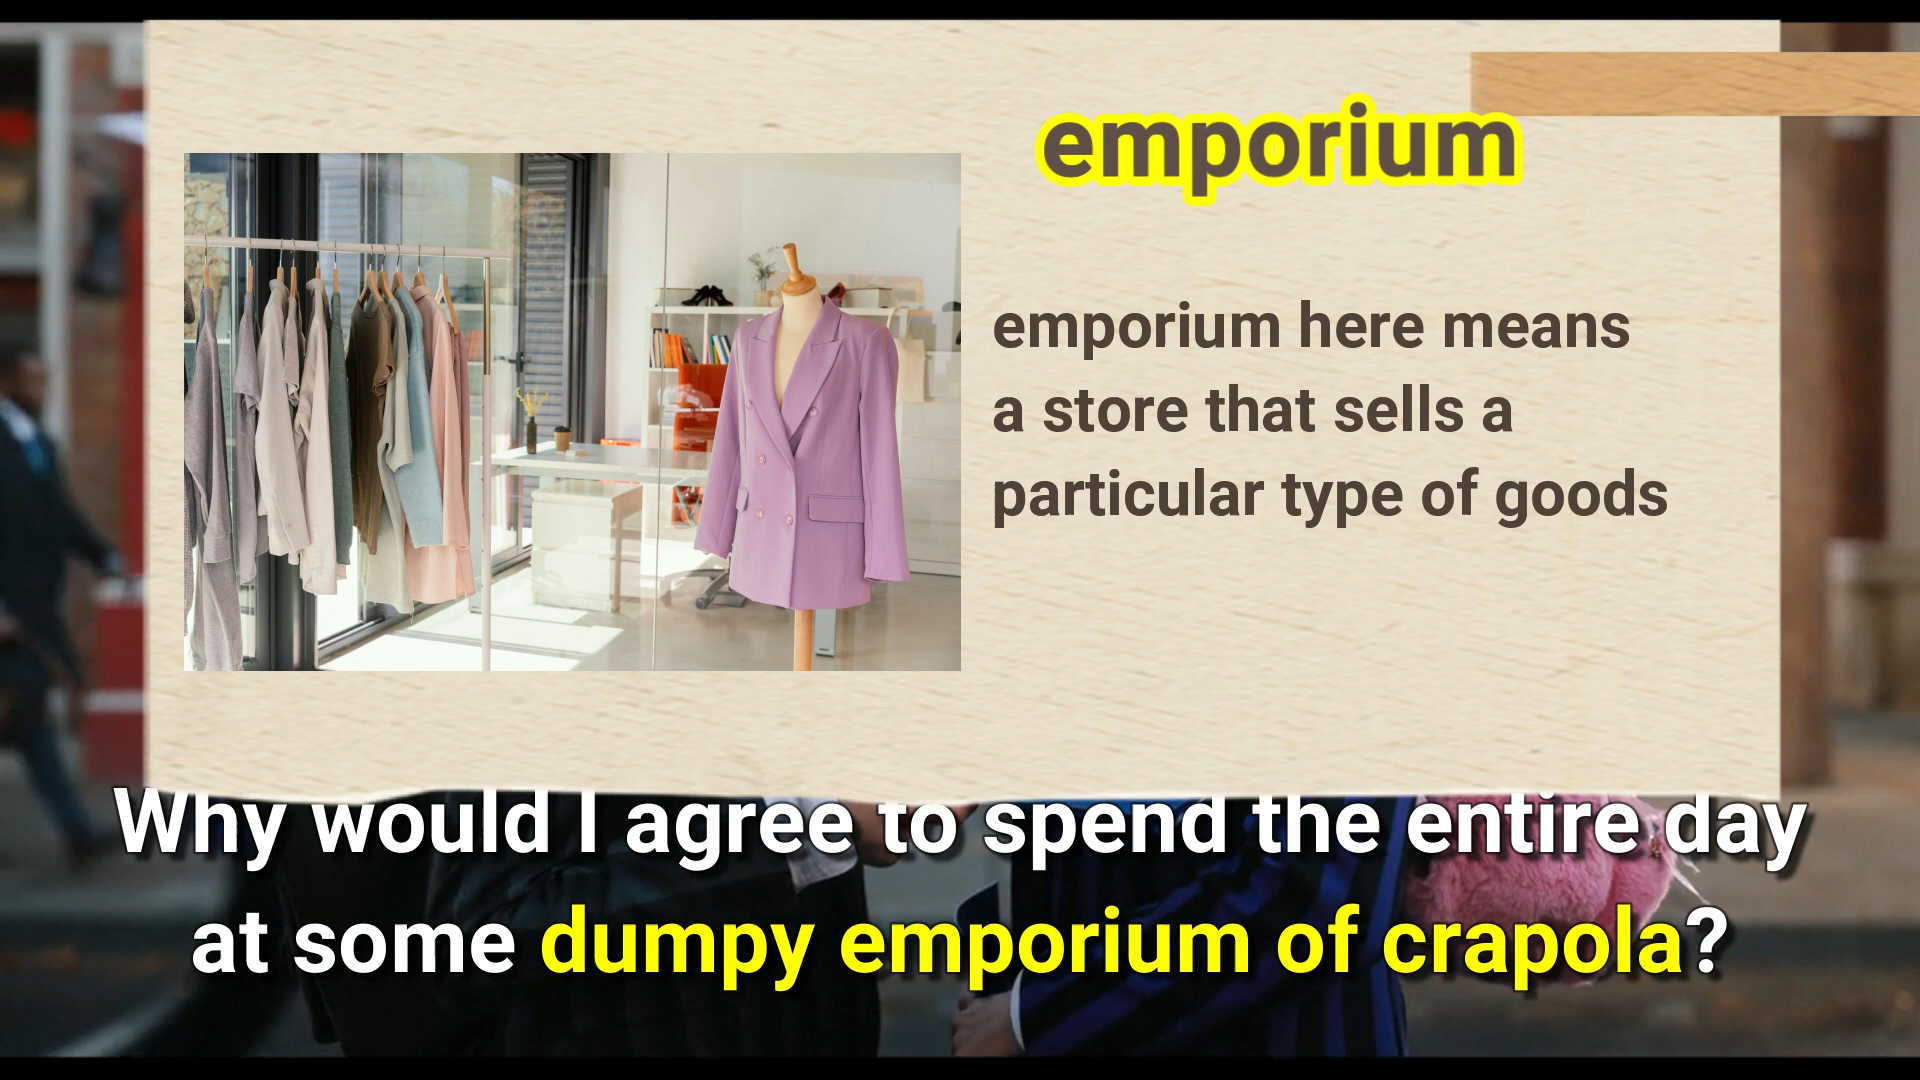 emporium
emporium here means
a store that sells a
particular type of goods
Why would I agree to spend the entire day
at some dumpy emporium of crapola?